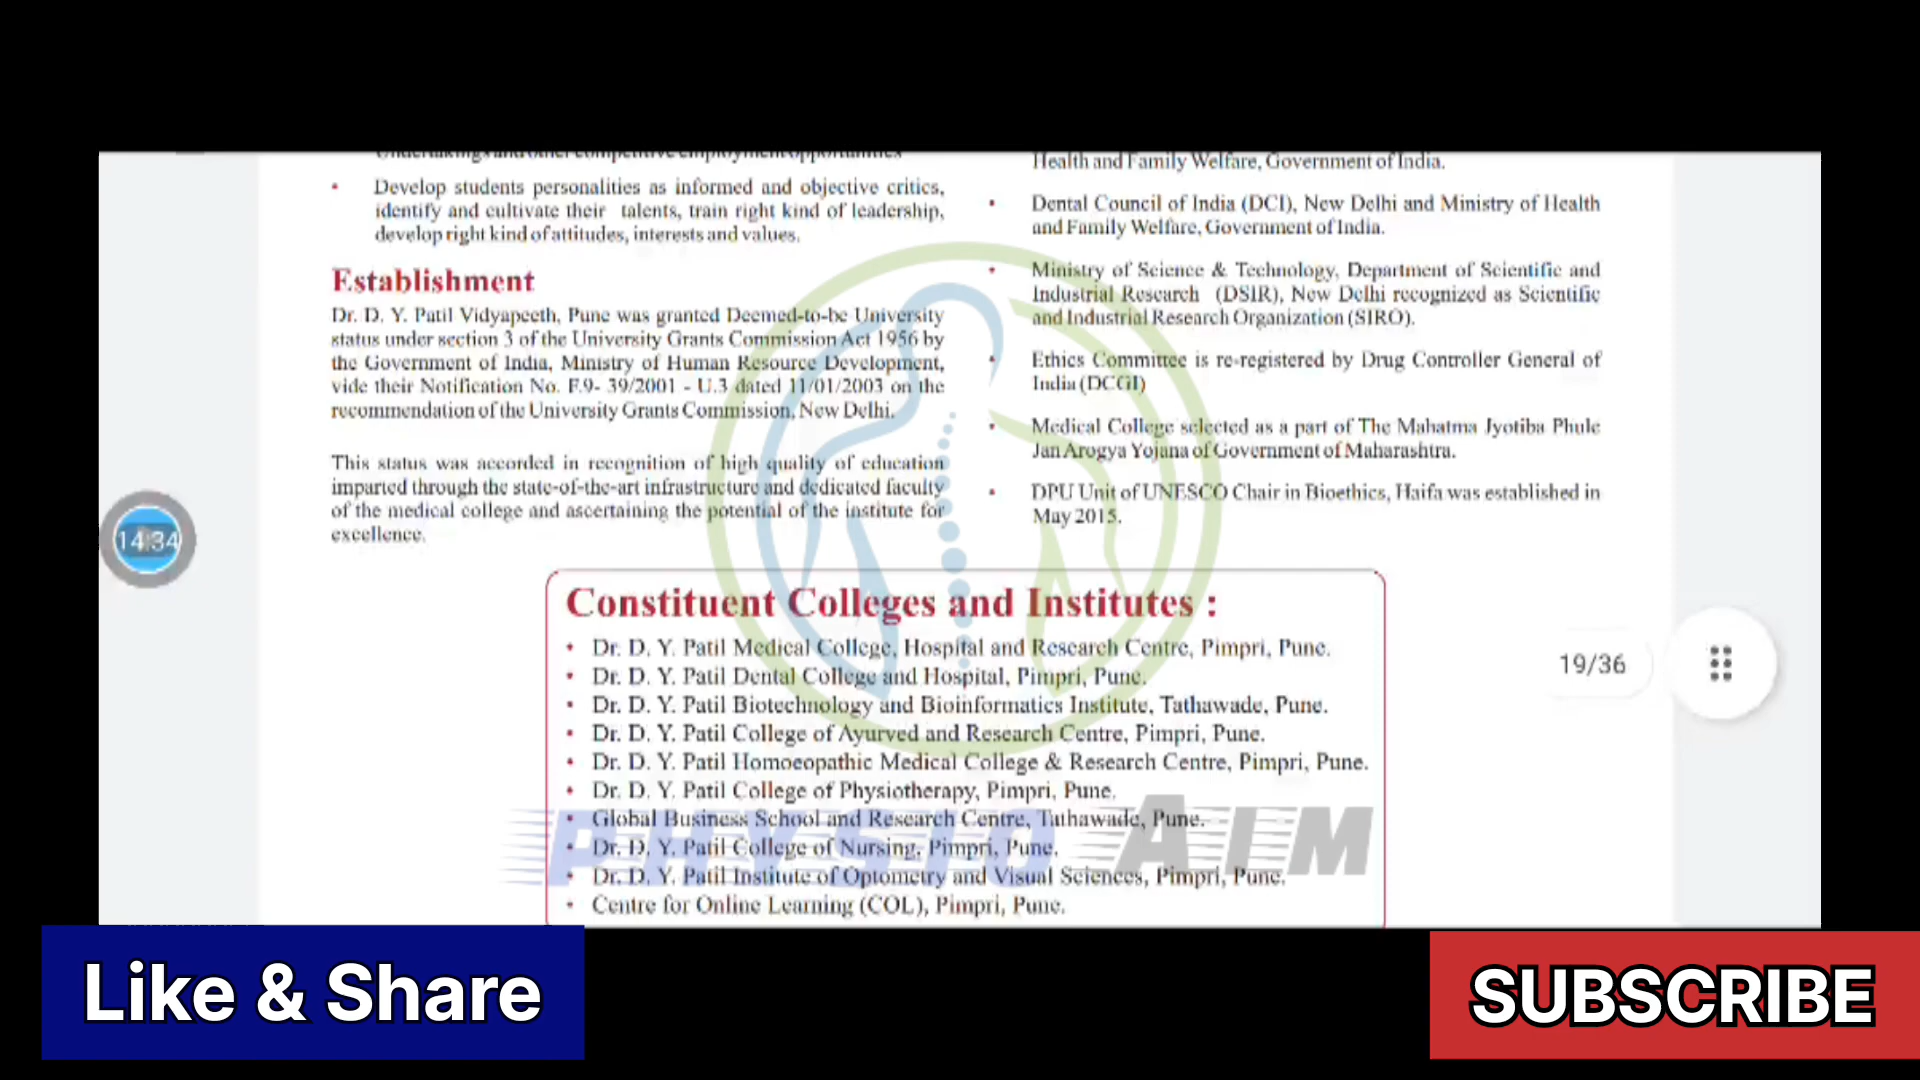 Undertakings and other competitive employment opportunities
• Develop students personalities as informed and objective critics,
identify and cultivate their talents, train right kind of leadership,
develop right kind of attitudes, interests and values.
Establishment
Dr. D. Y. Patil Vidyapeeth, Pune was granted Deemed-to-be University
status under section 3 of the University Grants Commission Act 1956 by
the Government of India, Ministry of Human Resource Development,
vide their Notification No. F.9- 39/2001 - U.3 dated 11/01/2003 on the
recommendation of the University Grants Commission, New Delhi.
This status was accorded in recognition of high quality of education
imparted through the state-of-the-art infrastructure and dedicated faculty
of the medical college and ascertaining the potential of the institute for
excellence.
Health and Family Welfare, Government of India.
• Dental Council of India (DCI), New Delhi and Ministry of Health
and Family Welfare, Government of India.
• Ministry of Science & Technology, Department of Scientific and
Industrial Research (DSIR), New Delhi recognized as Scientific
and Industrial Research Organization (SIRO).
• Ethics Committee is re-registered by Drug Controller General of
India (DCGI)
• Medical College selected as a part of The Mahatma Jyotiba Phule
Jan Arogya Yojana of Government of Maharashtra.
• DPU Unit of UNESCO Chair in Bioethics, Haifa was established in
May 2015.
14:34
Constituent Colleges and Institutes :
• Dr. D. Y. Patil Medical College, Hospital and Research Centre, Pimpri, Pune.
• Dr. D. Y. Patil Dental College and Hospital, Pimpri, Pune.
• Dr. D. Y. Patil Biotechnology and Bioinformatics Institute, Tathawade, Pune.
• Dr. D. Y. Patil College of Ayurved and Research Centre, Pimpri, Pune.
• Dr. D. Y. Patil Homoeopathic Medical College & Research Centre, Pimpri, Pune.
• Dr. D. Y. Patil College of Physiotherapy, Pimpri, Pune.
• Global Business School and Research Centre, Tathawade, Pune.
• Dr. D. Y. Patil College of Nursing, Pimpri, Pune.
• Dr. D. Y. Patil Institute of Optometry and Visual Sciences, Pimpri, Pune.
• Centre for Online Learning (COL), Pimpri, Pune.
19/36
PHYSIO AIM
Like & Share
SUBSCRIBE